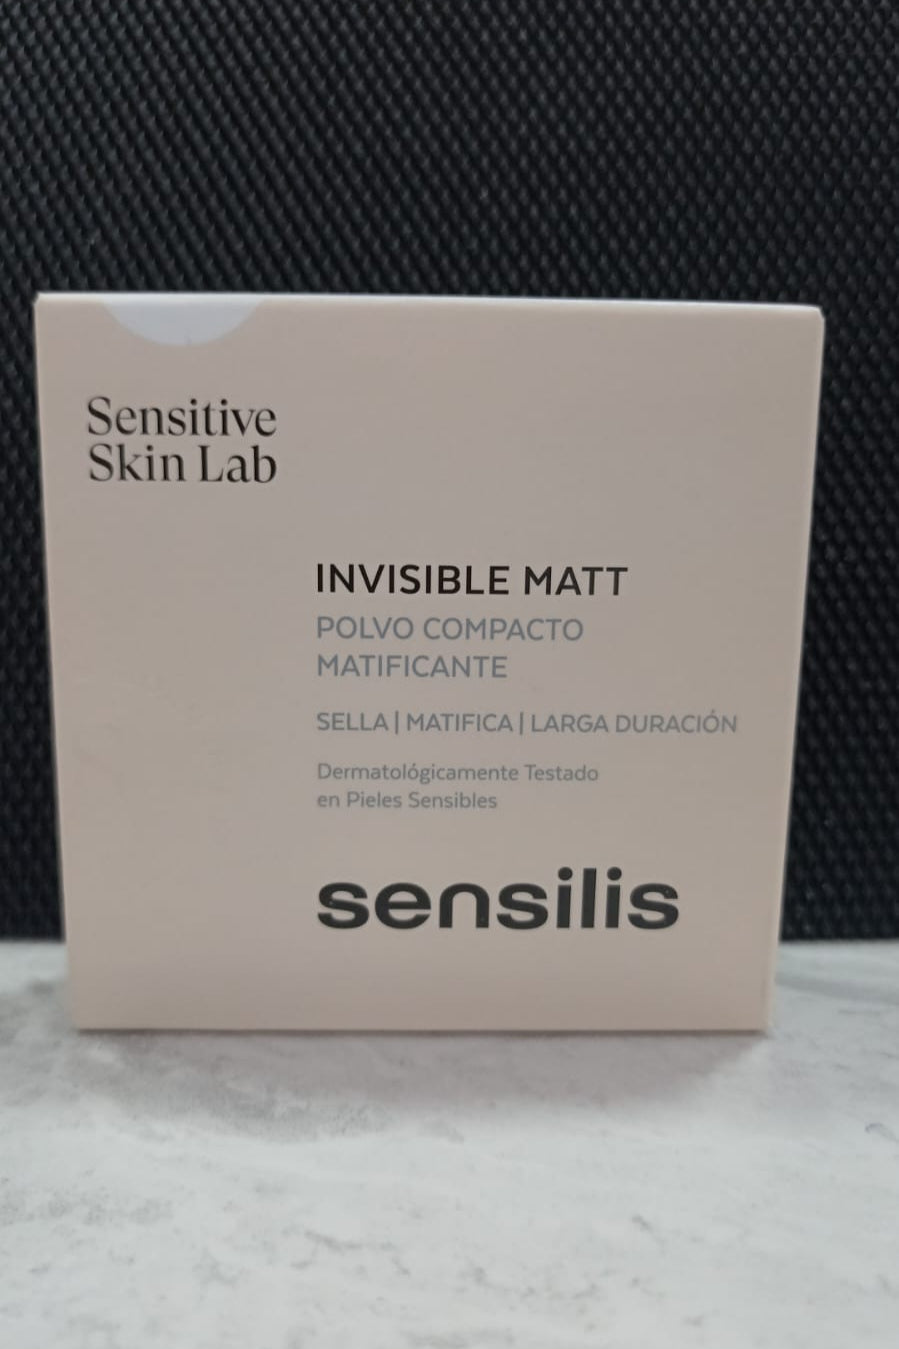 Sensitive
Skin Lab
INVISIBLE MATT
POLVO COMPACTO
MATIFICANTE
SELLA | MATIFICA | LARGA DURACIÓN
Dermatológicamente Testado
en Pieles Sensibles
sensilis